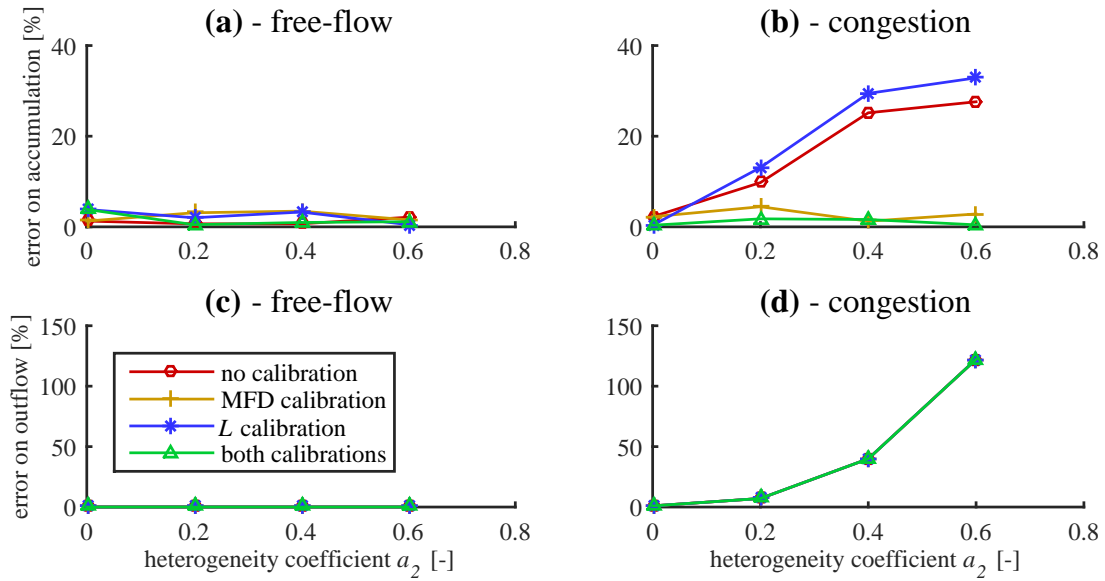 (a) - free-flow
error on accumulation [%]
40
20
0
0
0.2
0.4
0.6
0.8
(b) - congestion
40
20
0
0
0.2
0.4
0.6
0.8
(c) - free-flow
error on outflow [%]
150
100
50
0
0
0.2
0.4
0.6
0.8
no calibration
MFD calibration
L calibration
both calibrations
heterogeneity coefficient a_2 [-]
(d) - congestion
150
100
50
0
0
0.2
0.4
0.6
0.8
heterogeneity coefficient a_2 [-]